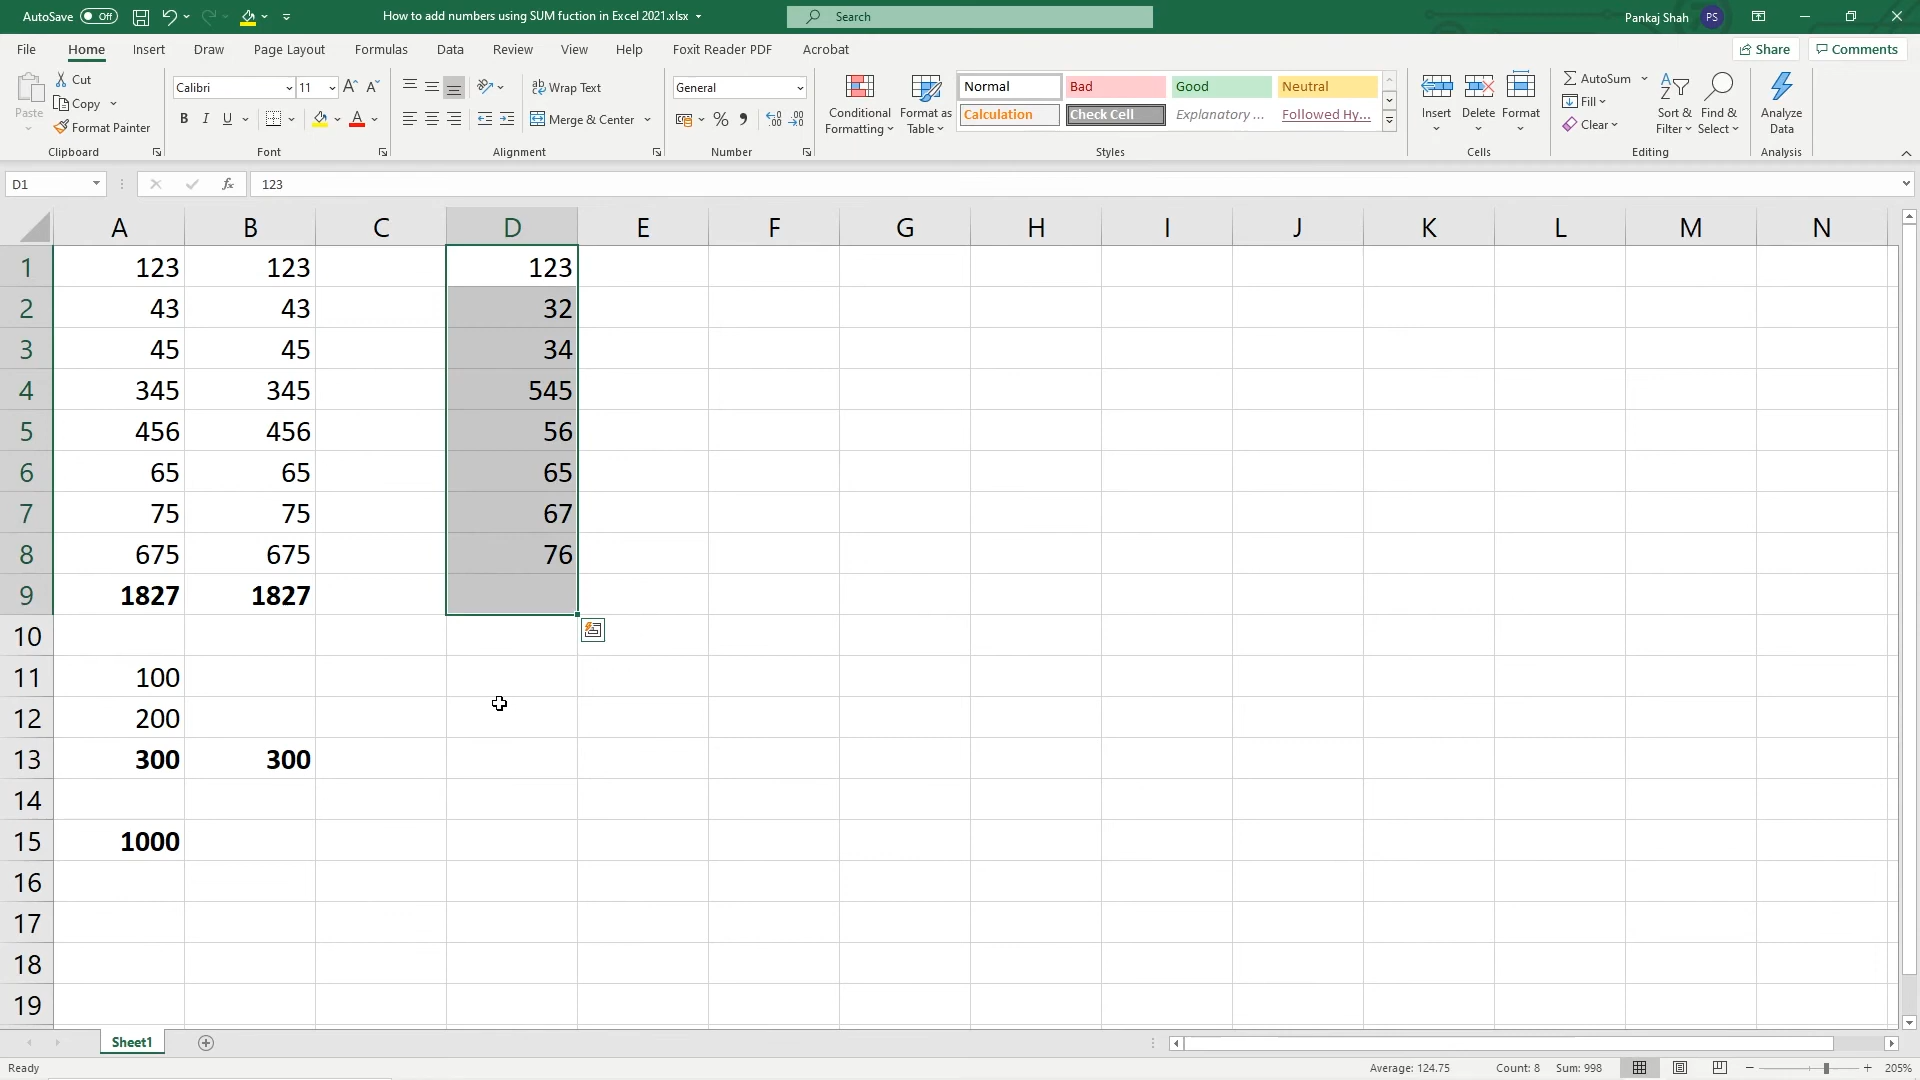 AutoSave Off How to add numbers using SUM fuction in Excel 2021.xlsx Search Pankaj Shah PS
File Home Insert Draw Page Layout Formulas Data Review View Help Foxit Reader PDF Acrobat Share Comments
Paste Cut Copy Format Painter Clipboard
Calibri 11 B I U Font
Wrap Text Merge & Center Alignment
General % Number
Conditional Formatting Format as Table
Normal Bad Good Neutral
Calculation Check Cell Explanatory ... Followed Hy...
Styles
Insert Delete Format Cells
AutoSum Fill Clear Sort & Filter Find & Select Editing
Analyze Data Analysis
D1 fx 123
A B C D E F G H I J K L M N
1 123 123 123
2 43 43 32
3 45 45 34
4 345 345 545
5 456 456 56
6 65 65 65
7 75 75 67
8 675 675 76
9 1827 1827
10
11 100
12 200
13 300 300
14
15 1000
16
17
18
19
Sheet1
Ready Average: 124.75 Count: 8 Sum: 998 205%